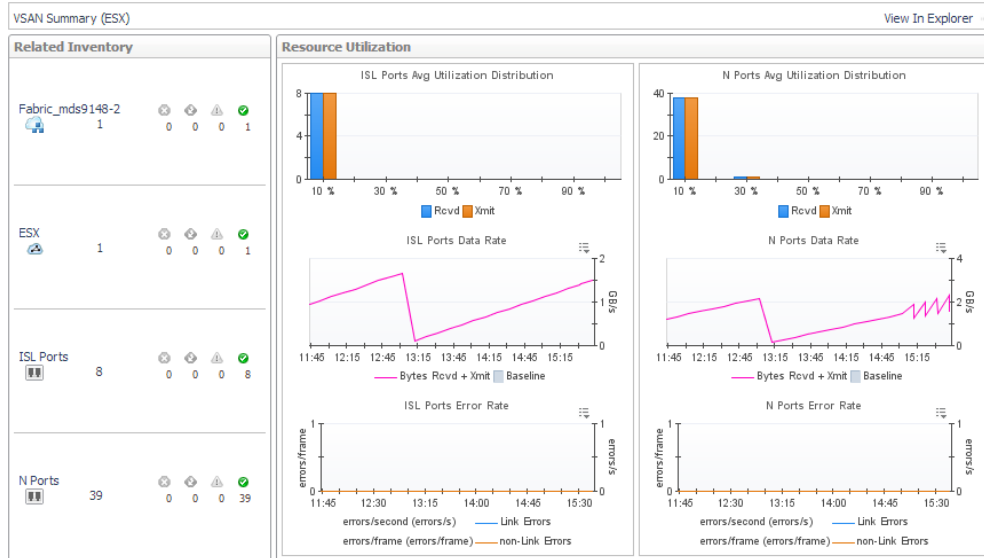 VSAN Summary (ESX)
View In Explorer
Related Inventory
Fabric_mds9148-2
1
0 0 0 1
ESX
1
0 0 0 1
ISL Ports
8
0 0 0 8
N Ports
39
0 0 0 39
Resource Utilization
ISL Ports Avg Utilization Distribution
8
4
0
10 % 30 % 50 % 70 % 90 %
Rcvd Xmit
ISL Ports Data Rate
2
1
0
GB/s
11:45 12:15 12:45 13:15 13:45 14:15 14:45 15:15
Bytes Rcvd + Xmit Baseline
ISL Ports Error Rate
1 1
errors/frame errors/s
0 0
11:45 12:30 13:15 14:00 14:45 15:30
errors/second (errors/s) Link Errors
errors/frame (errors/frame) non-Link Errors
N Ports Avg Utilization Distribution
40
20
0
10 % 30 % 50 % 70 % 90 %
Rcvd Xmit
N Ports Data Rate
4
2
0
GB/s
11:45 12:15 12:45 13:15 13:45 14:15 14:45 15:15
Bytes Rcvd + Xmit Baseline
N Ports Error Rate
1 1
errors/frame errors/s
0 0
11:45 12:30 13:15 14:00 14:45 15:30
errors/second (errors/s) Link Errors
errors/frame (errors/frame) non-Link Errors